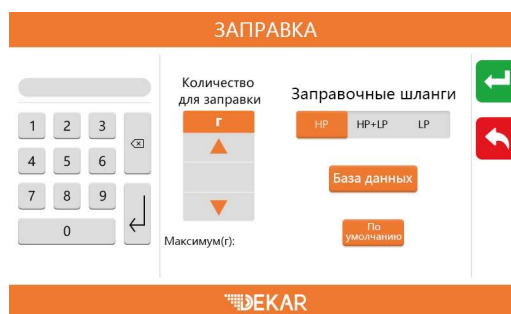 ЗАПРАВКА
Количество
для заправки
г
Максимум(г):
Заправочные шланги
HP HP+LP LP
База данных
По
умолчанию
1 2 3
4 5 6
7 8 9
0
DEKAR